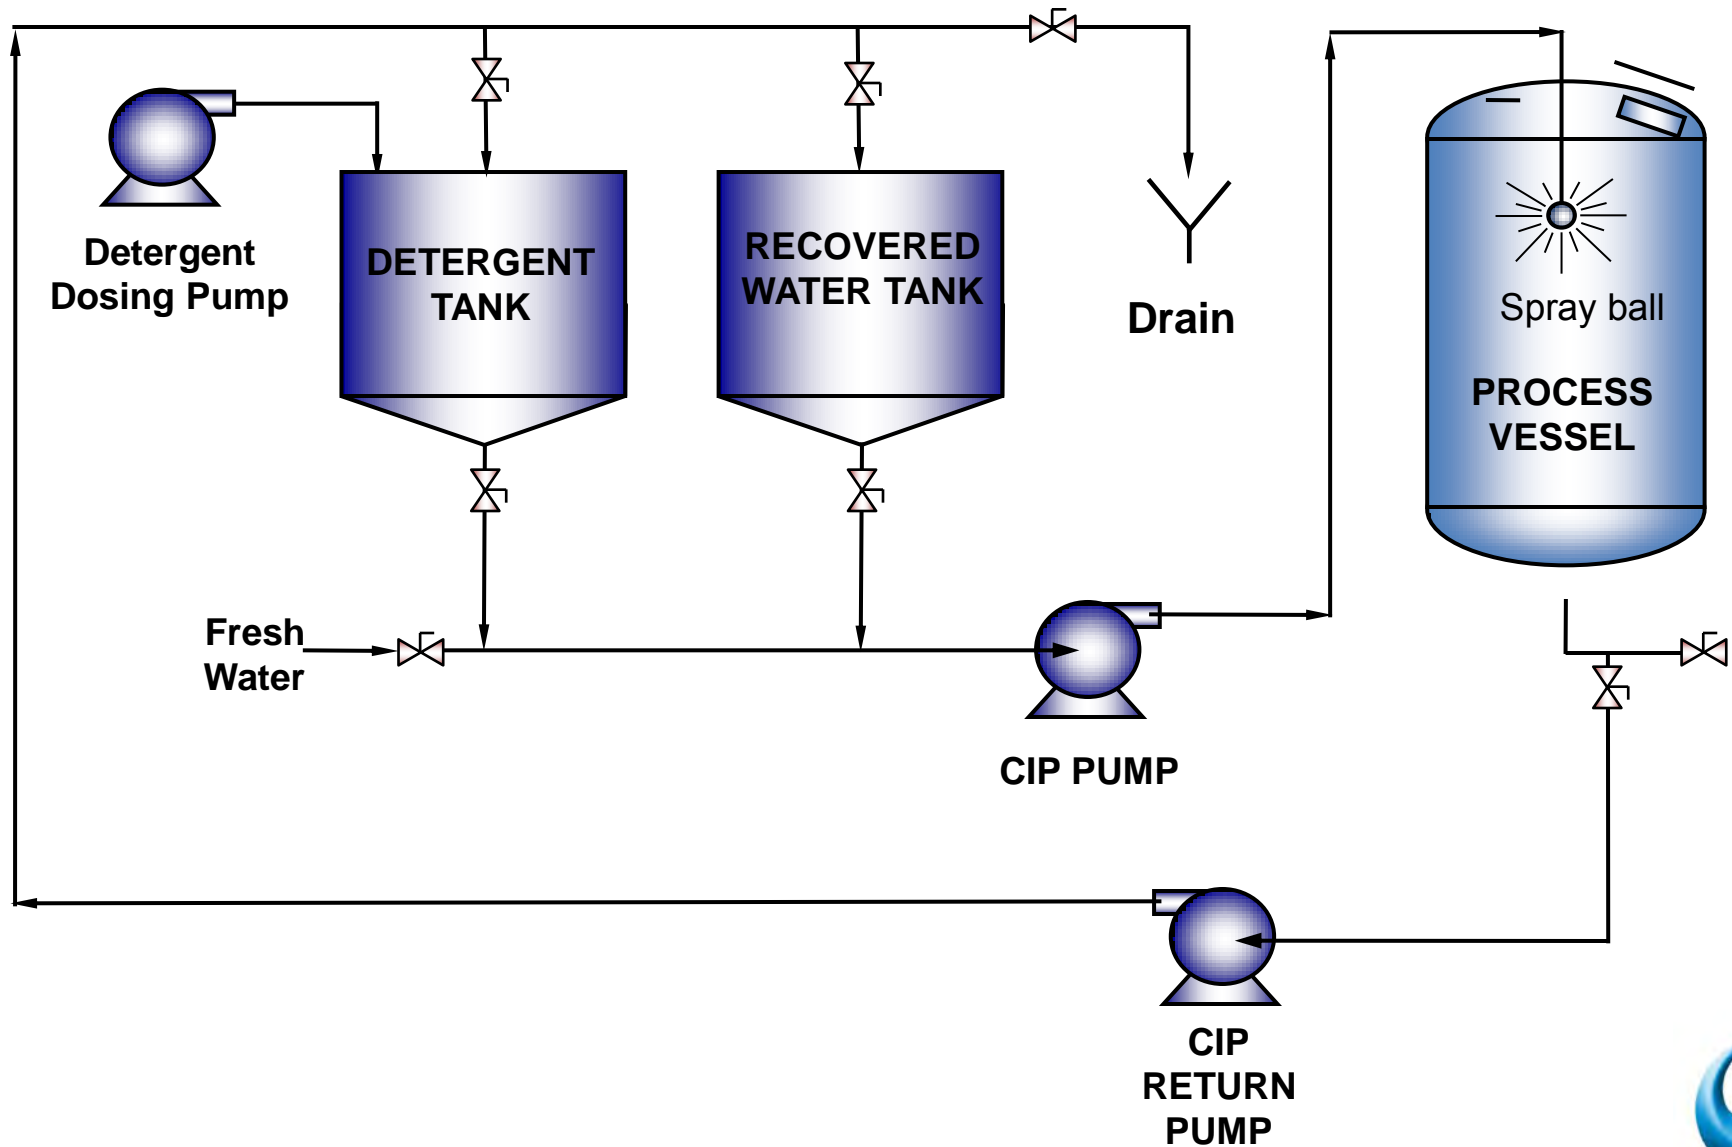 Detergent
Dosing Pump
DETERGENT
TANK
RECOVERED
WATER TANK
Drain
Spray ball
PROCESS
VESSEL
Fresh
Water
CIP PUMP
CIP
RETURN
PUMP